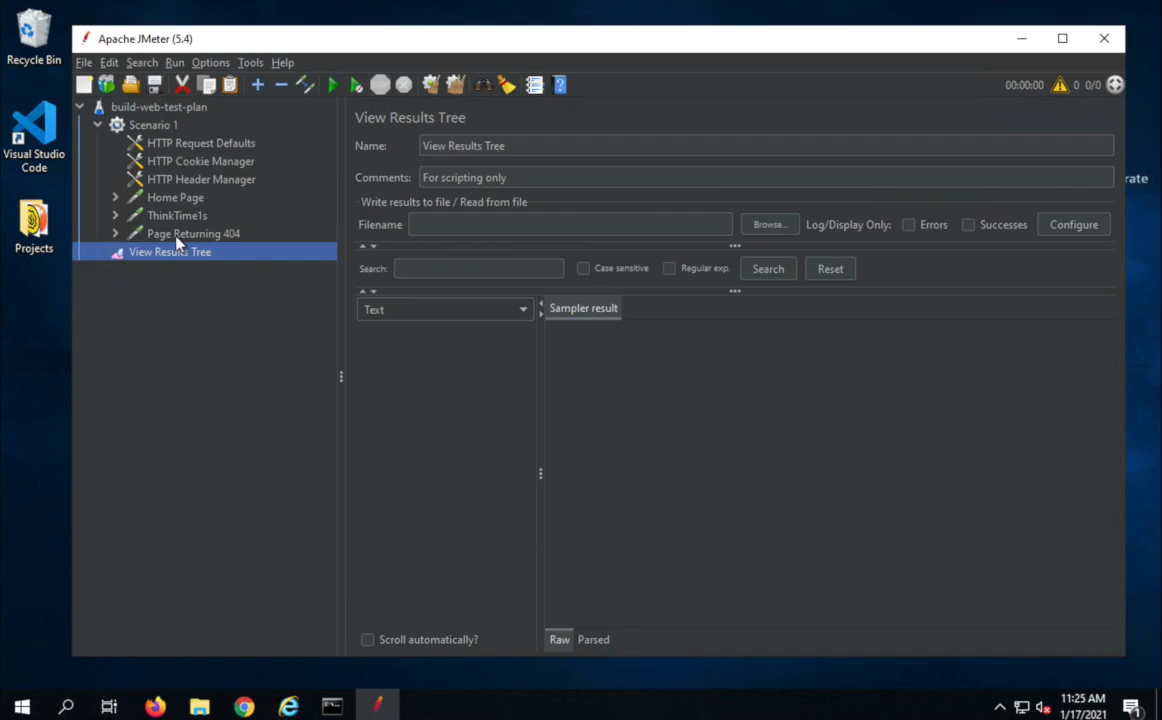 Recycle Bin
Visual Studio
Code
Projects
Apache JMeter (5.4)
File Edit Search Run Options Tools Help
00:00:00 0 0/0
build-web-test-plan
Scenario 1
HTTP Request Defaults
HTTP Cookie Manager
HTTP Header Manager
Home Page
ThinkTime1s
Page Returning 404
View Results Tree
View Results Tree
Name: View Results Tree
Comments: For scripting only
Write results to file / Read from file
Filename Browse... Log/Display Only: Errors Successes Configure
Search: Case sensitive Regular exp. Search Reset
Text
Sampler result
Scroll automatically?
Raw Parsed
rate
11:25 AM
1/17/2021
1